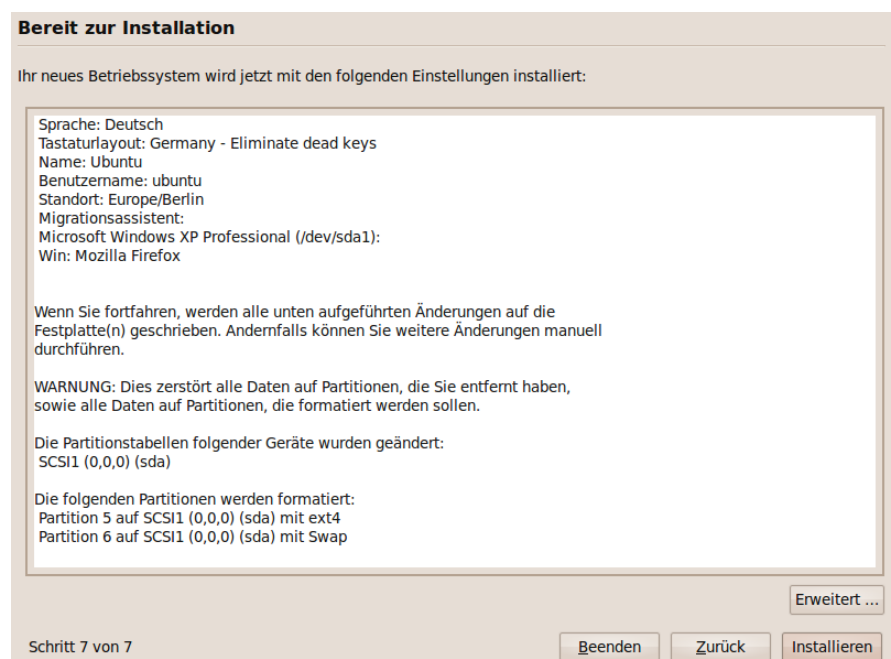 Bereit zur Installation
Ihr neues Betriebssystem wird jetzt mit den folgenden Einstellungen installiert:
Sprache: Deutsch
Tastaturlayout: Germany - Eliminate dead keys
Name: Ubuntu
Benutzername: ubuntu
Standort: Europe/Berlin
Migrationsassistent:
Microsoft Windows XP Professional (/dev/sda1):
Win: Mozilla Firefox
Wenn Sie fortfahren, werden alle unten aufgeführten Änderungen auf die
Festplatte(n) geschrieben. Andernfalls können Sie weitere Änderungen manuell
durchführen.
WARNUNG: Dies zerstört alle Daten auf Partitionen, die Sie entfernt haben,
sowie alle Daten auf Partitionen, die formatiert werden sollen.
Die Partitionstabellen folgender Geräte wurden geändert:
SCSI1 (0,0,0) (sda)
Die folgenden Partitionen werden formatiert:
Partition 5 auf SCSI1 (0,0,0) (sda) mit ext4
Partition 6 auf SCSI1 (0,0,0) (sda) mit Swap
Erweitert ...
Schritt 7 von 7
Beenden
Zurück
Installieren